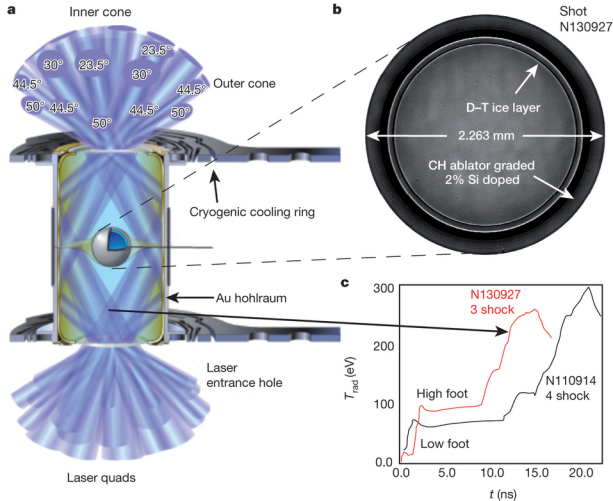 a
Inner cone
23.5°
30°
23.5°
30°
Outer cone
44.5°
44.5°
50°
44.5°
44.5°
50°
50°
Cryogenic cooling ring
Au hohlraum
Laser
entrance hole
Laser quads
b
Shot
N130927
D–T ice layer
2.263 mm
CH ablator graded
2% Si doped
c
300
200
100
0.0
T rad (eV)
N130927
3 shock
High foot
Low foot
N110914
4 shock
0.0
5.0
10.0
15.0
20.0
t (ns)